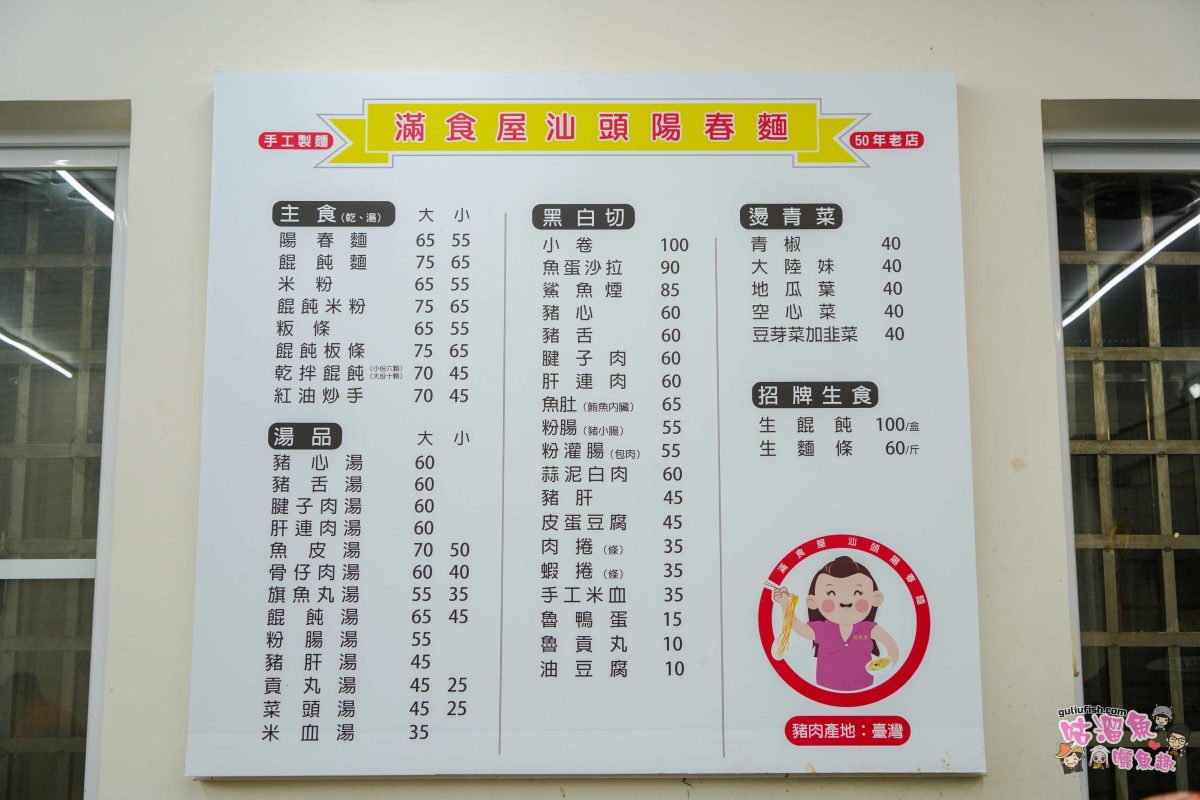 手工製麵
滿食屋汕頭陽春麵
50年老店
主食(乾、湯) 大 小
陽春麵 65 55
餛飩麵 75 65
米粉 65 55
餛飩米粉 75 65
粄條 65 55
餛飩板條 75 65
乾拌餛飩(小份六顆)(大份十顆) 70 45
紅油炒手 70 45
湯品 大 小
豬心湯 60
豬舌湯 60
腱子肉湯 60
肝連肉湯 60
魚皮湯 70 50
骨仔肉湯 60 40
旗魚丸湯 55 35
餛飩湯 65 45
粉腸湯 55
豬肝湯 45
貢丸湯 45 25
菜頭湯 45 25
米血湯 35
黑白切
小卷 100
魚蛋沙拉 90
鯊魚煙 85
豬心 60
豬舌 60
腱子肉 60
肝連肉 60
魚肚(鮪魚內臟) 65
粉腸(豬小腸) 55
粉灌腸(包肉) 55
蒜泥白肉 60
豬肝 45
皮蛋豆腐 45
肉捲(條) 35
蝦捲(條) 35
手工米血 35
魯鴨蛋 15
魯貢丸 10
油豆腐 10
燙青菜
青椒 40
大陸妹 40
地瓜葉 40
空心菜 40
豆芽菜加韭菜 40
招牌生食
生餛飩 100/盒
生麵條 60/斤
滿食屋 汕頭陽春麵
豬肉產地：臺灣
guliufish.com
咕溜魚
囉魚趣